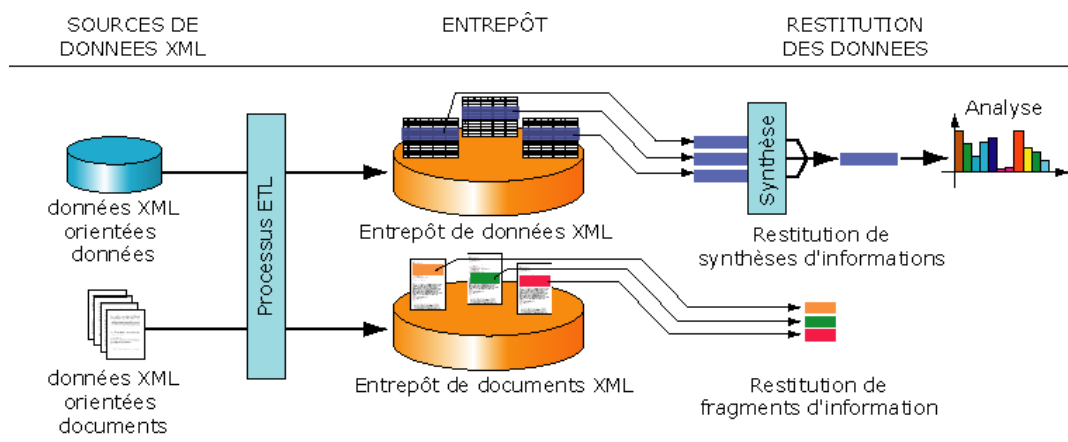 SOURCES DE
DONNEES XML
ENTREPÔT
RESTITUTION
DES DONNEES
données XML
orientées
données
Processus ETL
Entrepôt de données XML
Synthèse
Analyse
Restitution de
synthèses d'informations
données XML
orientées
documents
Entrepôt de documents XML
Restitution de
fragments d'information